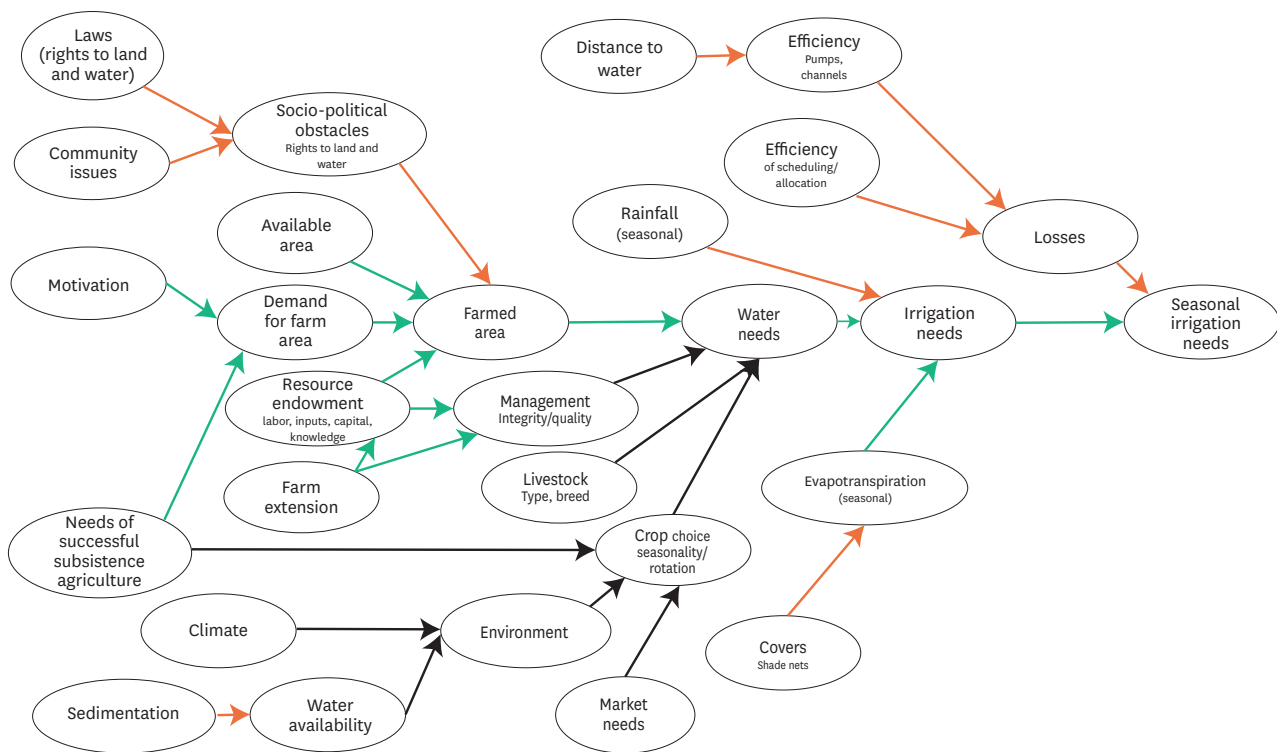 Laws
(rights to land
and water)
Distance to
water
Efficiency
Pumps,
channels
Socio-political
obstacles
Rights to land and
water
Community
issues
Efficiency
of scheduling/
allocation
Rainfall
(seasonal)
Available
area
Losses
Motivation
Demand
for farm
area
Farmed
area
Water
needs
Irrigation
needs
Seasonal
irrigation
needs
Resource
endowment
labor, inputs, capital,
knowledge
Management
Integrity/quality
Farm
extension
Livestock
Type, breed
Evapotranspiration
(seasonal)
Needs of
successful
subsistence
agriculture
Crop choice
seasonality/
rotation
Climate
Environment
Covers
Shade nets
Sedimentation
Water
availability
Market
needs